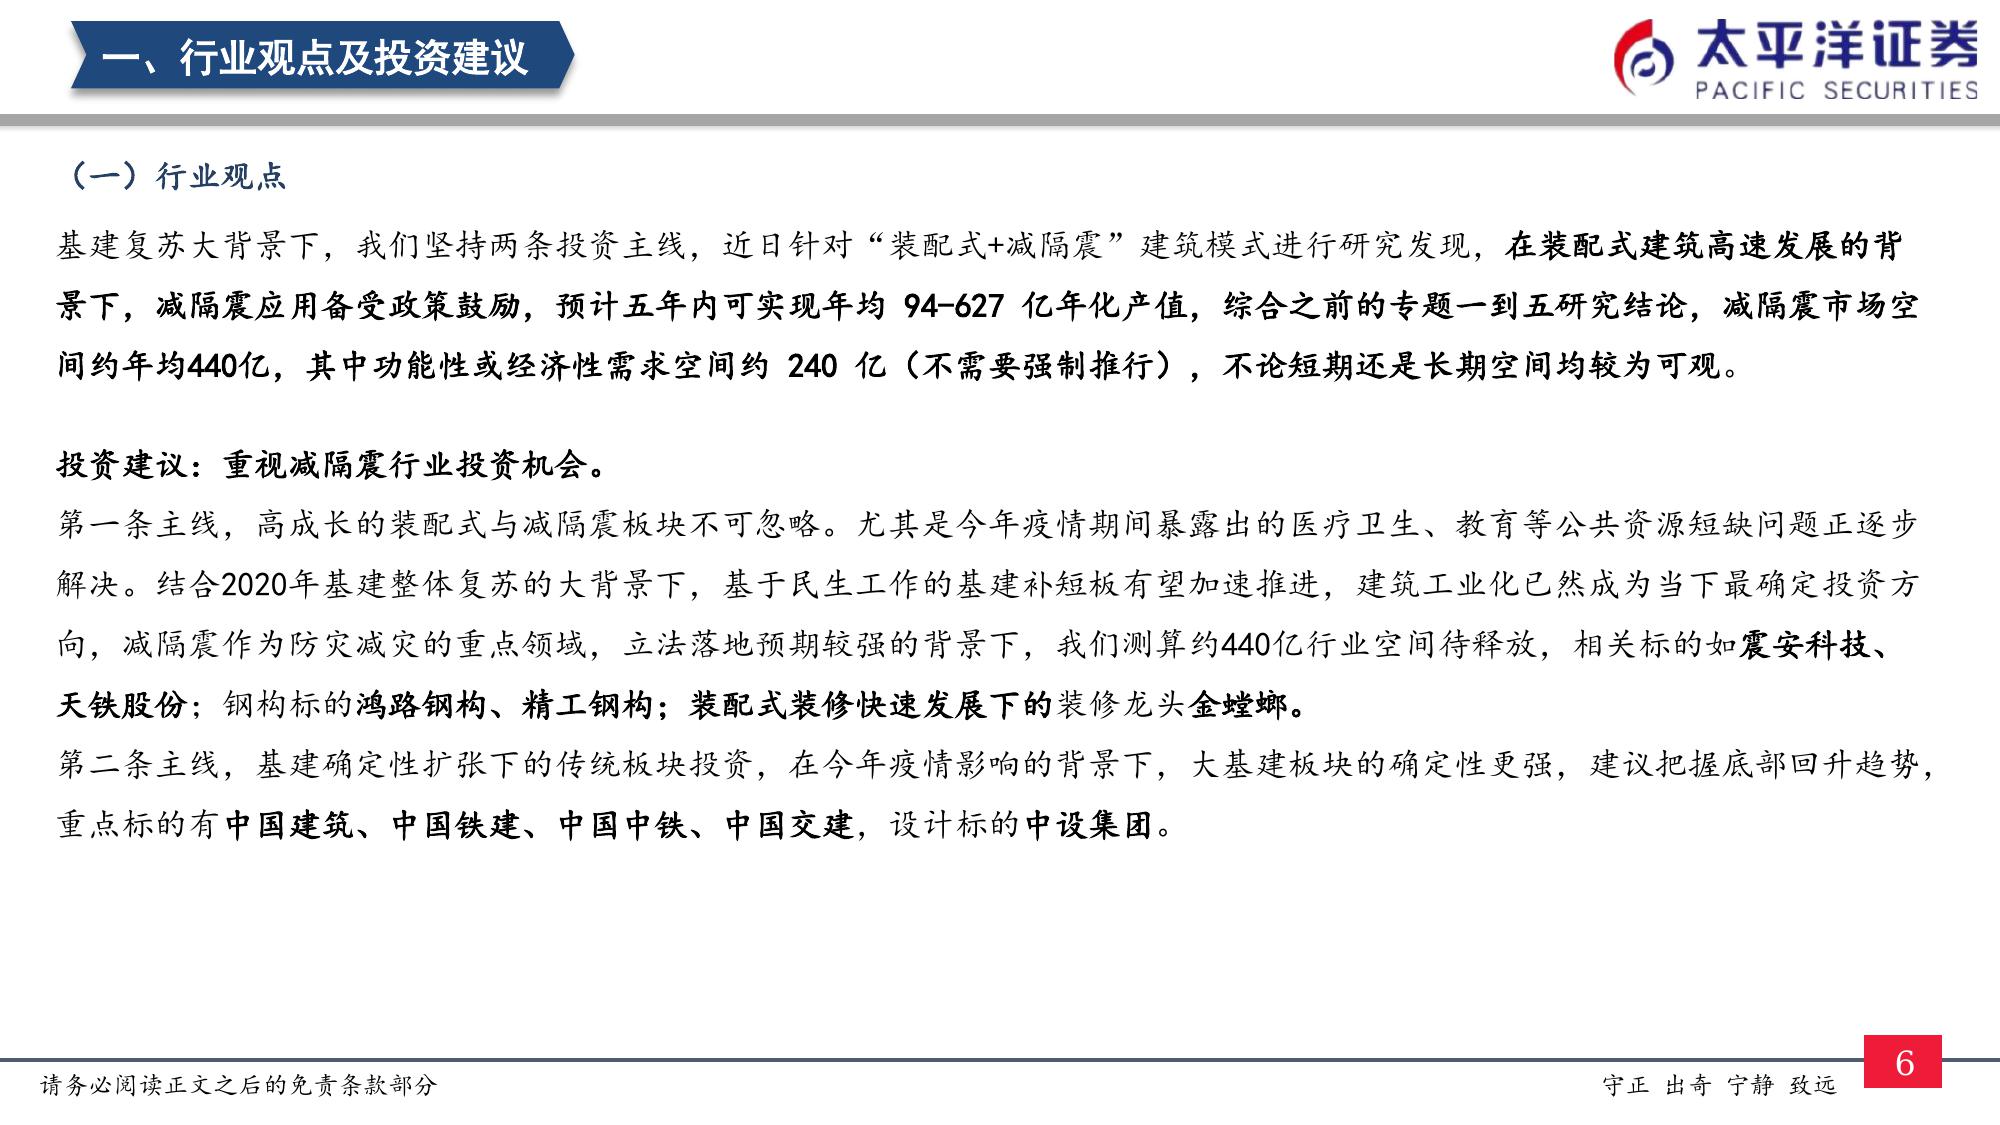 一、行业观点及投资建议
太平洋证券
PACIFIC SECURITIES
（一）行业观点
基建复苏大背景下，我们坚持两条投资主线，近日针对“装配式+减隔震”建筑模式进行研究发现，在装配式建筑高速发展的背
景下，减隔震应用备受政策鼓励，预计五年内可实现年均 94-627 亿年化产值，综合之前的专题一到五研究结论，减隔震市场空
间约年均440亿，其中功能性或经济性需求空间约 240 亿（不需要强制推行），不论短期还是长期空间均较为可观。
投资建议：重视减隔震行业投资机会。
第一条主线，高成长的装配式与减隔震板块不可忽略。尤其是今年疫情期间暴露出的医疗卫生、教育等公共资源短缺问题正逐步
解决。结合2020年基建整体复苏的大背景下，基于民生工作的基建补短板有望加速推进，建筑工业化已然成为当下最确定投资方
向，减隔震作为防灾减灾的重点领域，立法落地预期较强的背景下，我们测算约440亿行业空间待释放，相关标的如震安科技、
天铁股份；钢构标的鸿路钢构、精工钢构；装配式装修快速发展下的装修龙头金螳螂。
第二条主线，基建确定性扩张下的传统板块投资，在今年疫情影响的背景下，大基建板块的确定性更强，建议把握底部回升趋势，
重点标的有中国建筑、中国铁建、中国中铁、中国交建，设计标的中设集团。
请务必阅读正文之后的免责条款部分
守正 出奇 宁静 致远
6